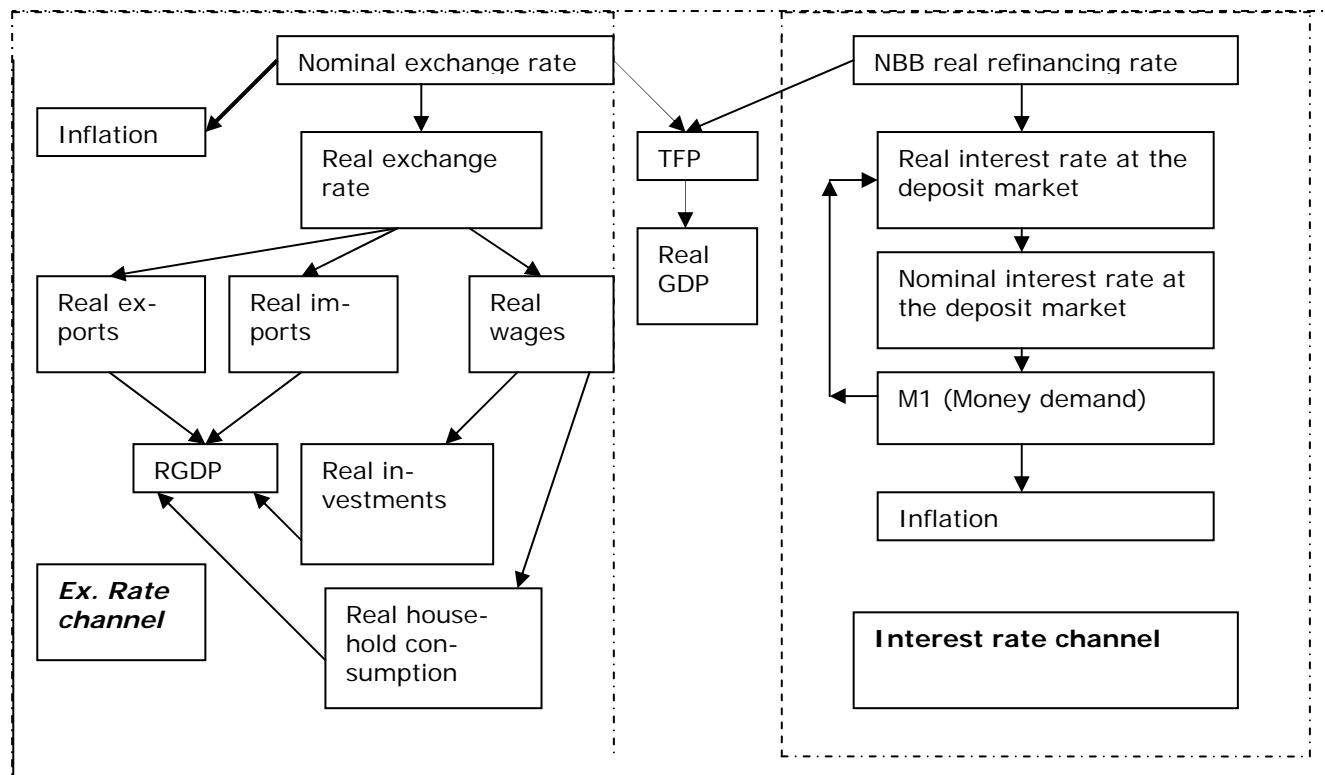 Nominal exchange rate
NBB real refinancing rate
Inflation
Real exchange
rate
TFP
Real interest rate at the
deposit market
Real
GDP
Nominal interest rate at
the deposit market
Real ex-
ports
Real im-
ports
Real
wages
M1 (Money demand)
RGDP
Real in-
vestments
Inflation
Ex. Rate
channel
Real house-
hold con-
sumption
Interest rate channel